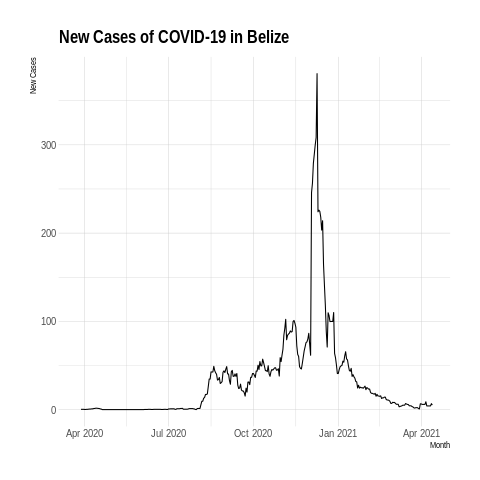 New Cases of COVID-19 in Belize
New Cases
300
200
100
0
Apr 2020 Jul 2020 Oct 2020 Jan 2021 Apr 2021
Month